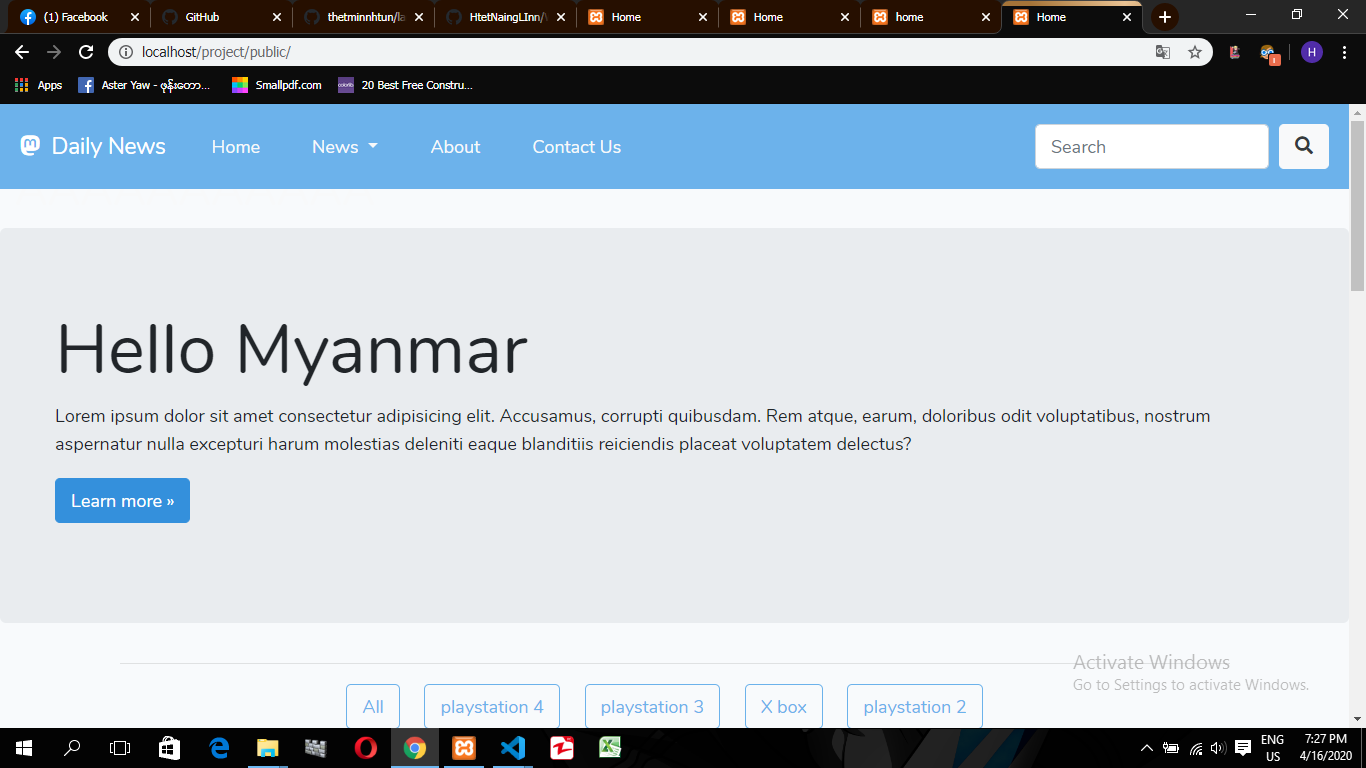 (1) Facebook
GitHub
thetminnhtun/la
HtetNaingLInn/
Home
Home
home
Home
localhost/project/public/
H
Apps
Aster Yaw - ဖုန်းဘောာ...
Smallpdf.com
colorlib
20 Best Free Constru...
Daily News
Home
News
About
Contact Us
Search
Hello Myanmar
Lorem ipsum dolor sit amet consectetur adipisicing elit. Accusamus, corrupti quibusdam. Rem atque, earum, doloribus odit voluptatibus, nostrum
aspernatur nulla excepturi harum molestias deleniti eaque blanditiis reiciendis placeat voluptatem delectus?
Learn more »
Activate Windows
Go to Settings to activate Windows.
All
playstation 4
playstation 3
X box
playstation 2
ENG
US
7:27 PM
4/16/2020